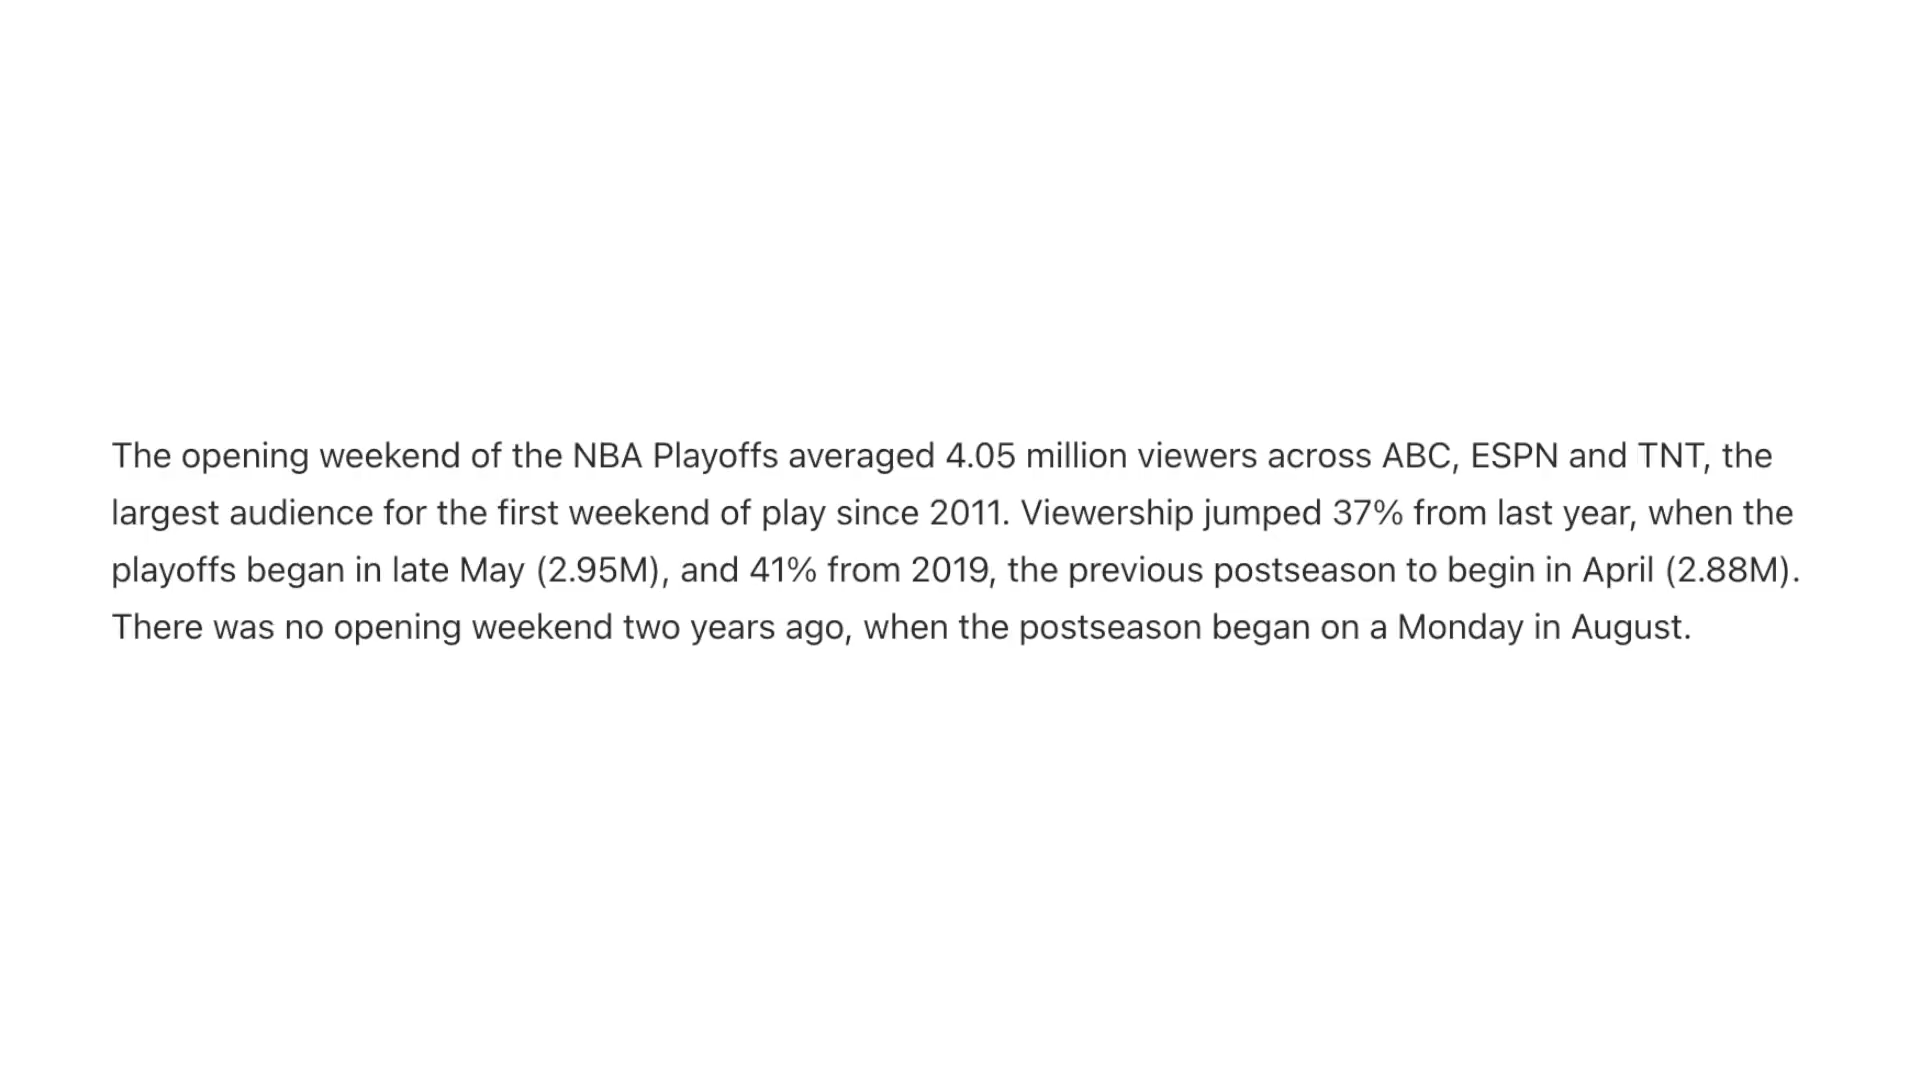 The opening weekend of the NBA Playoffs averaged 4.05 million viewers across ABC, ESPN and TNT, the
largest audience for the first weekend of play since 2011. Viewership jumped 37% from last year, when the
playoffs began in late May (2.95M), and 41% from 2019, the previous postseason to begin in April (2.88M).
There was no opening weekend two years ago, when the postseason began on a Monday in August.